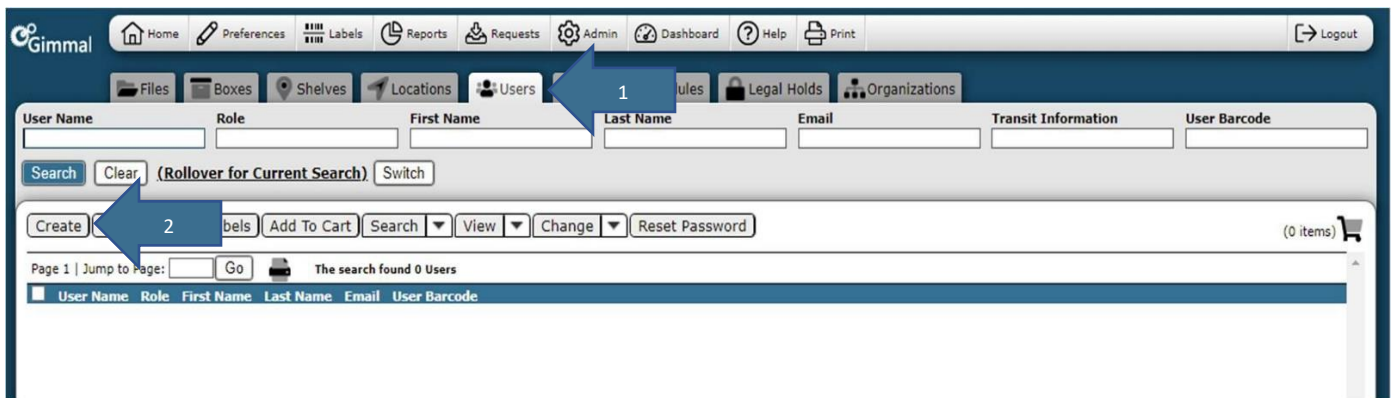 Gimmal Home Preferences Labels Reports Requests Admin Dashboard Help Print Logout
Files Boxes Shelves Locations Users 1 Legal Holds Organizations
User Name Role First Name Last Name Email Transit Information User Barcode
Search Clear (Rollover for Current Search) Switch
Create 2 Add To Cart Search View Change Reset Password (0 items)
Page 1 | Jump to Page: Go The search found 0 Users
User Name Role First Name Last Name Email User Barcode